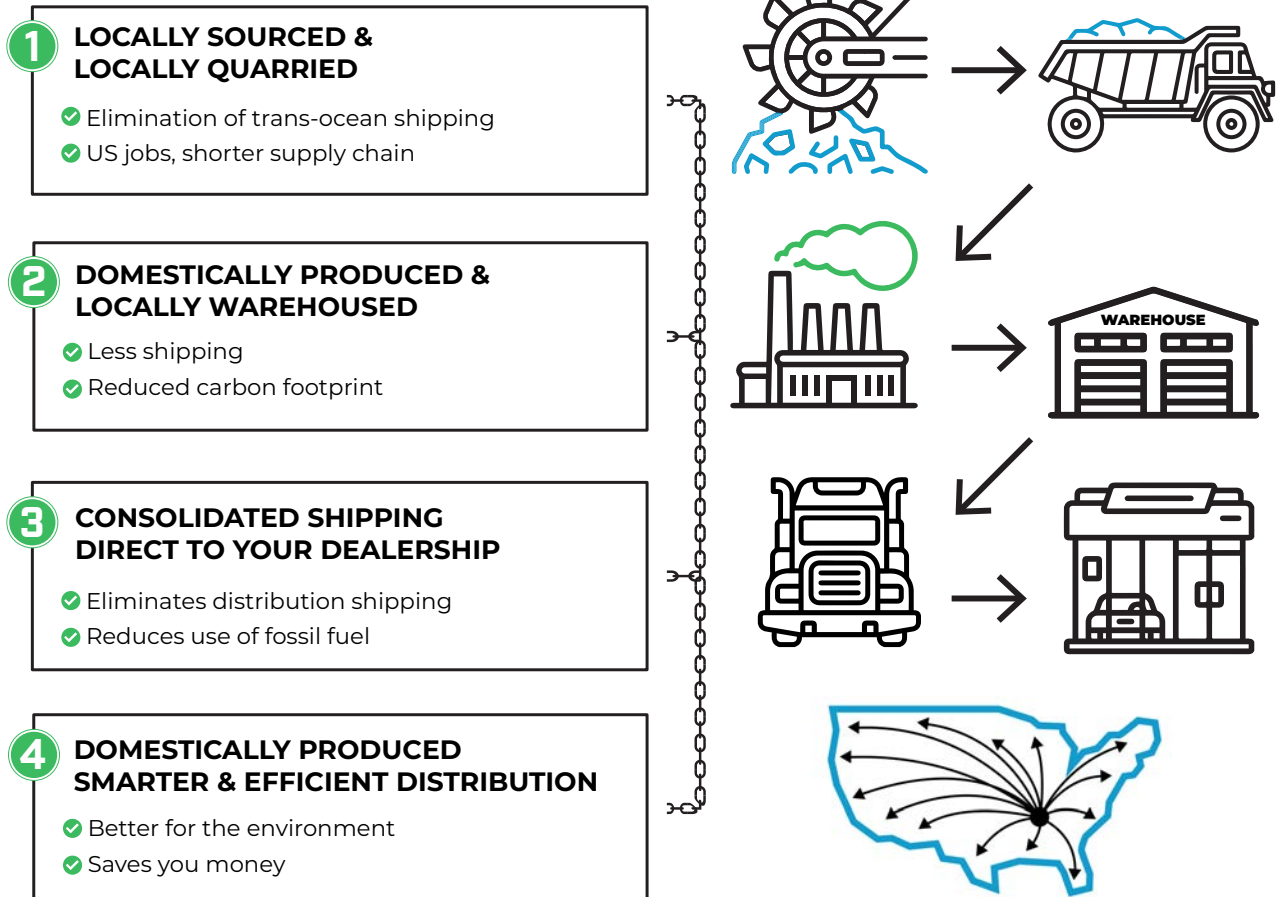 1
LOCALLY SOURCED &
LOCALLY QUARRIED
Elimination of trans-ocean shipping
US jobs, shorter supply chain
2
DOMESTICALLY PRODUCED &
LOCALLY WAREHOUSED
Less shipping
Reduced carbon footprint
WAREHOUSE
3
CONSOLIDATED SHIPPING
DIRECT TO YOUR DEALERSHIP
Eliminates distribution shipping
Reduces use of fossil fuel
4
DOMESTICALLY PRODUCED
SMARTER & EFFICIENT DISTRIBUTION
Better for the environment
Saves you money